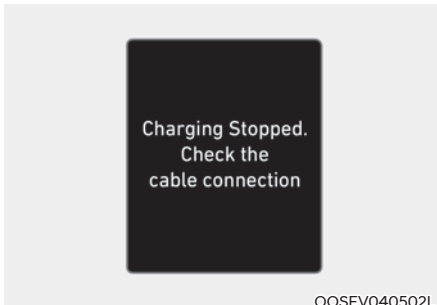 Charging Stopped.
Check the
cable connection
OOSEV040502L